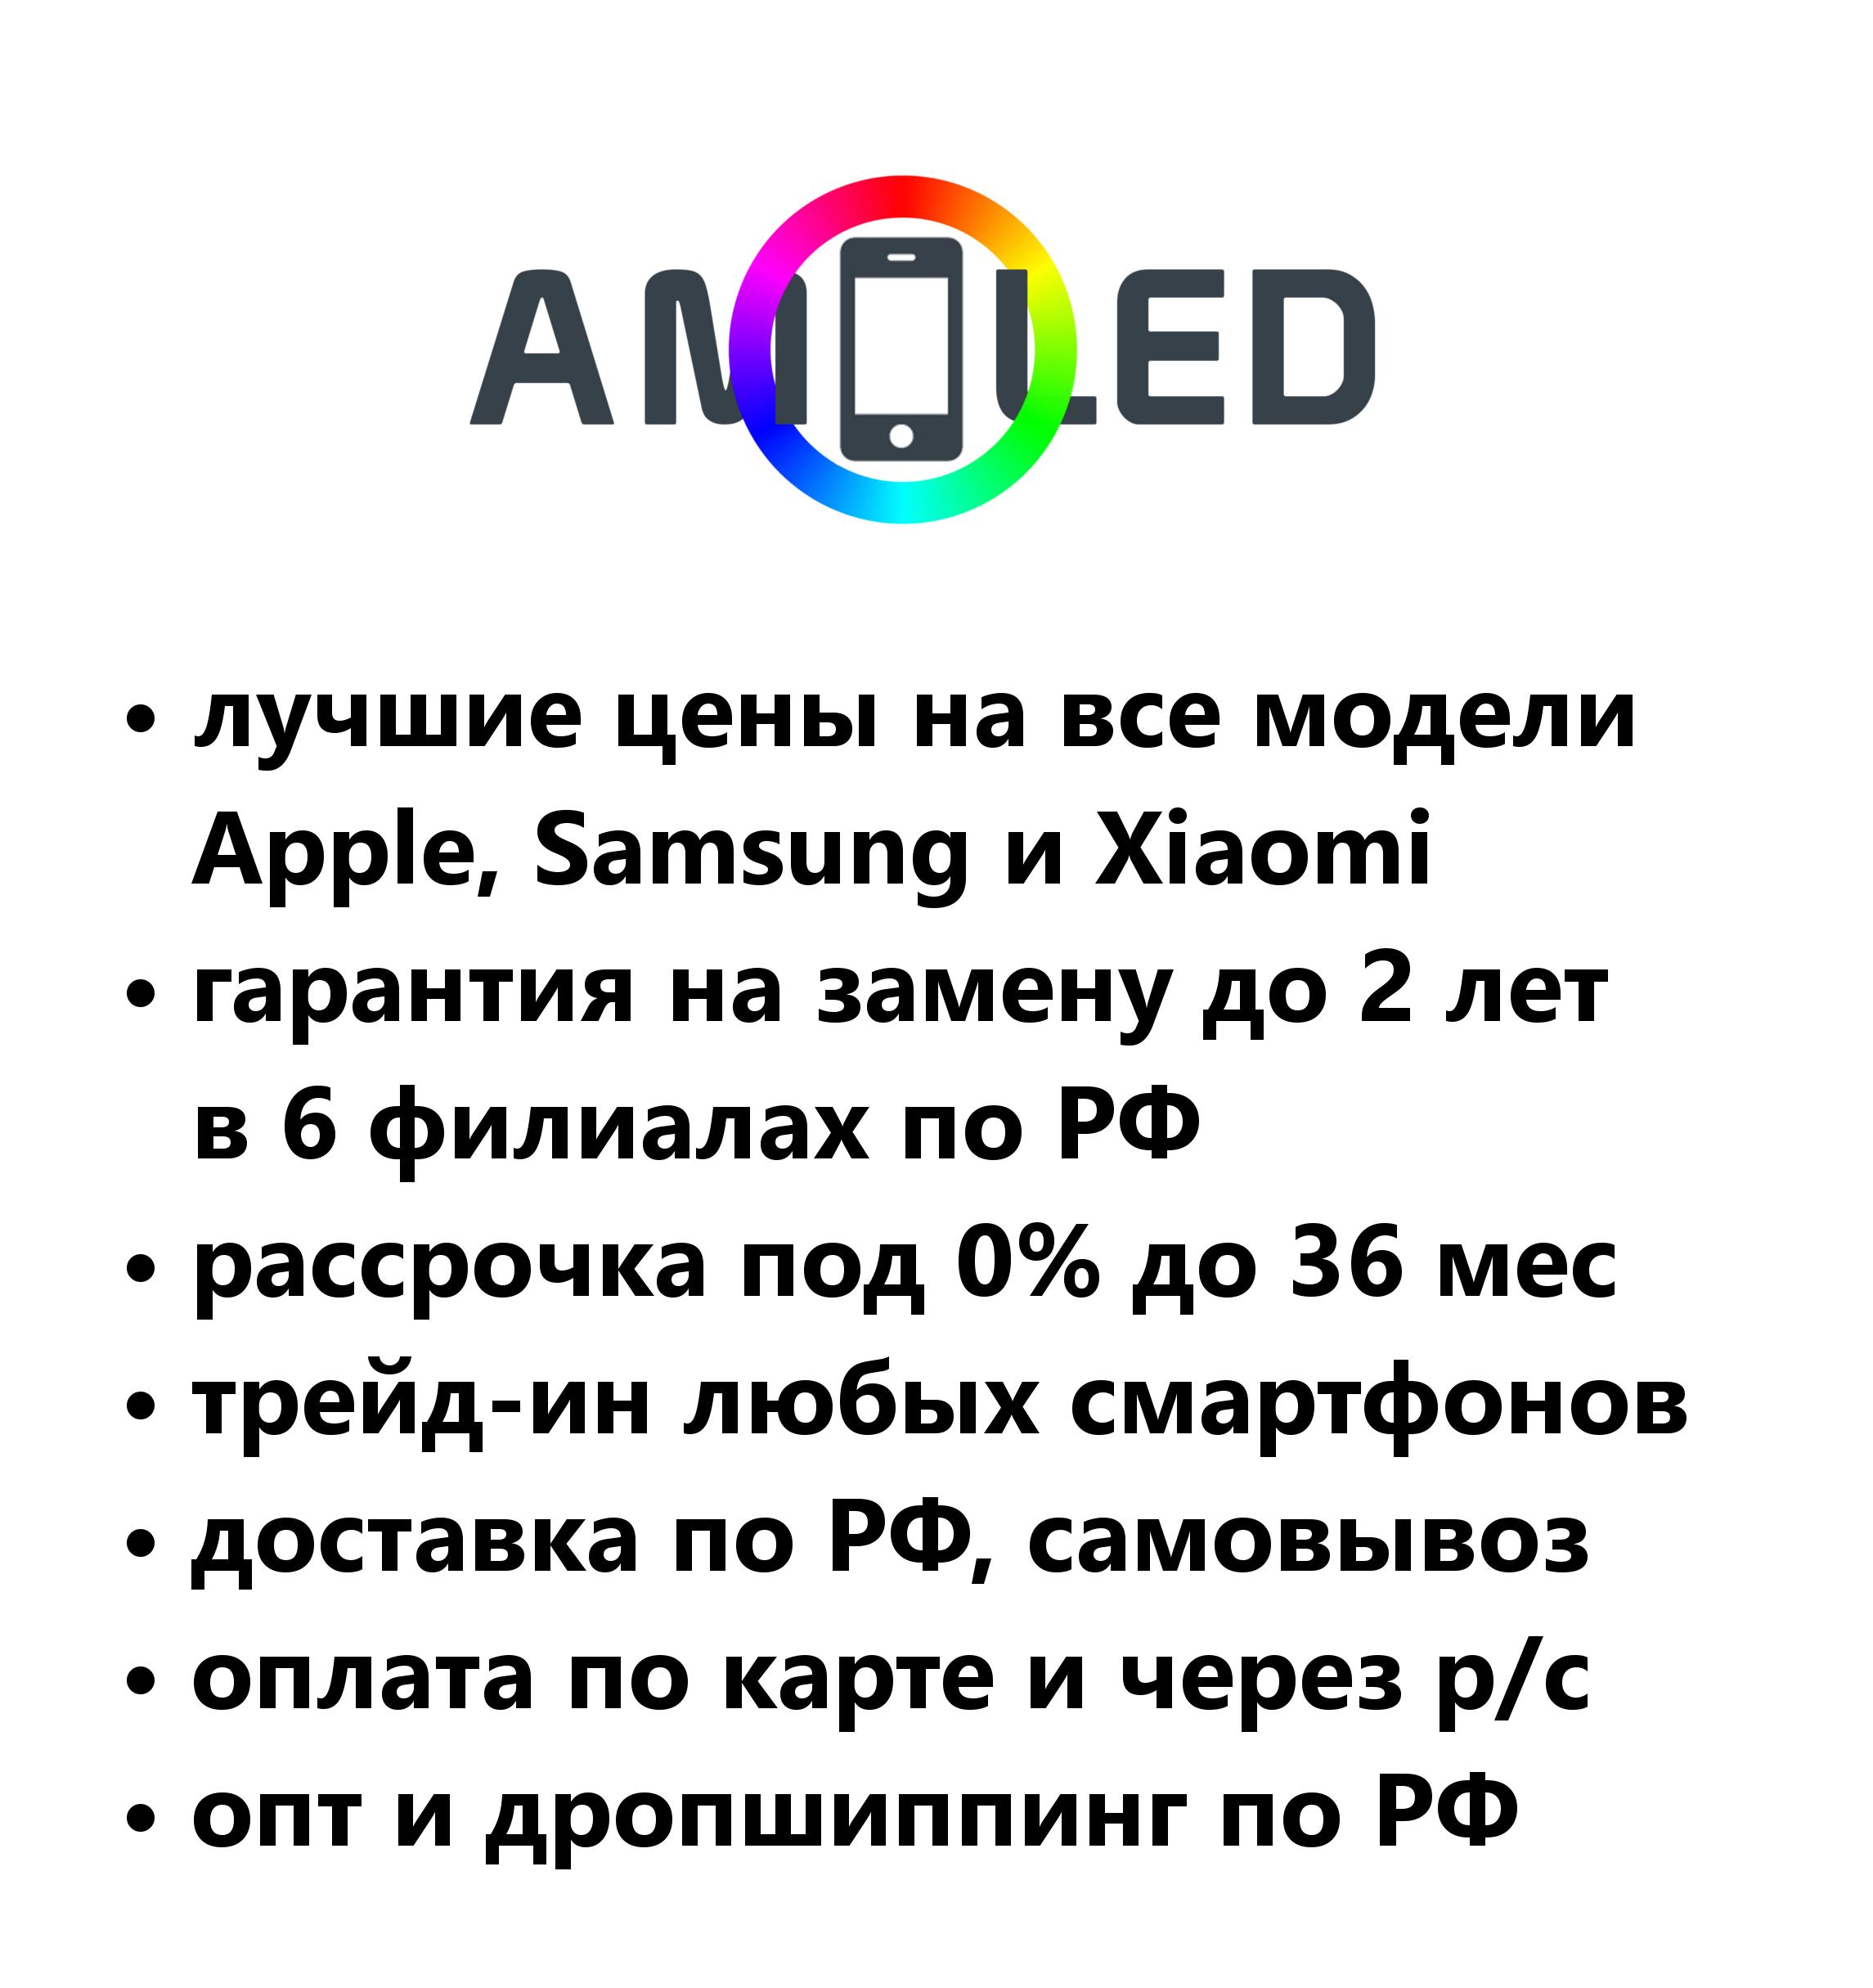 AMOLED
• лучшие цены на все модели
Apple, Samsung и Xiaomi
• гарантия на замену до 2 лет
в 6 филиалах по РФ
• рассрочка под 0% до 36 мес
• трейд-ин любых смартфонов
• доставка по РФ, самовывоз
• оплата по карте и через р/с
• опт и дропшиппинг по РФ